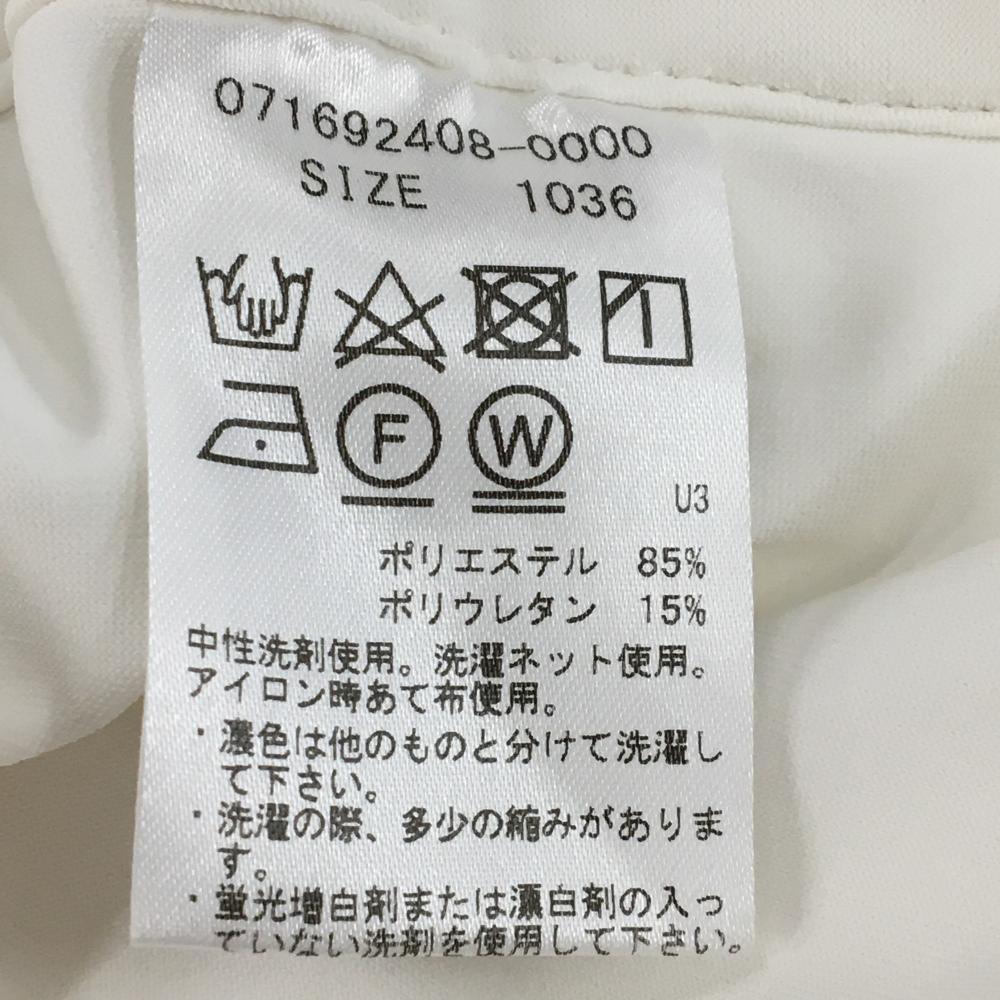 071692408-0000
SIZE 1036
F W
U3
ポリエステル 85%
ポリウレタン 15%
中性洗剤使用。洗濯ネット使用。
アイロン時あて布使用。
・濃色は他のものと分けて洗濯し
て下さい。
・洗濯の際、多少の縮みがありま
す。
・蛍光増白剤または漂白剤の入っ
ていない洗剤を使用して下さい。